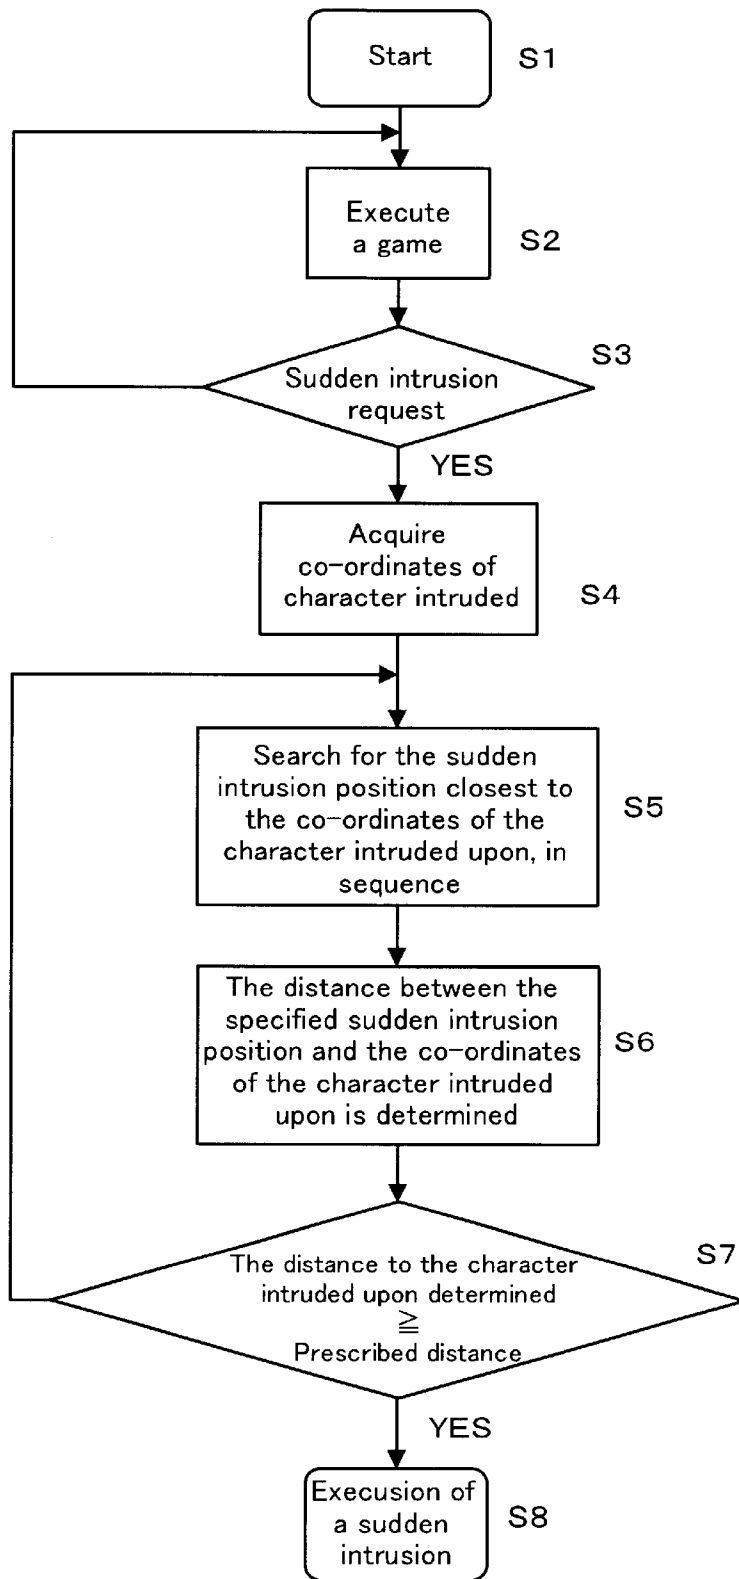 Start
S1
Execute
a game
S2
S3
Sudden intrusion
request
YES
Acquire
co-ordinates of
character intruded
S4
Search for the sudden
intrusion position closest to
the co-ordinates of the
character intruded upon, in
sequence
S5
The distance between the
specified sudden intrusion
position and the co-ordinates
of the character intruded
upon is determined
S6
S7
The distance to the character
intruded upon determined
≧
Prescribed distance
YES
Execusion of
a sudden
intrusion
S8